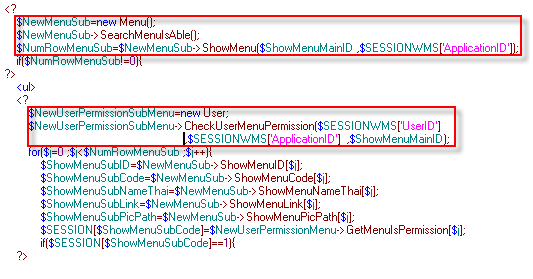 <?
$NewMenuSub=new Menu();
$NewMenuSub->SearchMenuIsAble();
$NumRowMenuSub=$NewMenuSub->ShowMenu($ShowMenuMainID ,$SESSIONWMS['ApplicationID']);
if($NumRowMenuSub!=0){
?>
<ul>
<?
$NewUserPermissionSubMenu=new User;
$NewUserPermissionSubMenu->CheckUserMenuPermission($SESSIONWMS['UserID']
,$SESSIONWMS['ApplicationID'] ,$ShowMenuMainID);
for($j=0 ;$j<$NumRowMenuSub ;$j++){
$ShowMenuSubID=$NewMenuSub->ShowMenuID[$j];
$ShowMenuSubCode=$NewMenuSub->ShowMenuCode[$j];
$ShowMenuSubNameThai=$NewMenuSub->ShowMenuNameThai[$j];
$ShowMenuSubLink=$NewMenuSub->ShowMenuLink[$j];
$ShowMenuSubPicPath=$NewMenuSub->ShowMenuPicPath[$j];
$SESSION[$ShowMenuSubCode]=$NewUserPermissionMenu->GetMenuIsPermission[$j];
if($SESSION[$ShowMenuSubCode]==1){
?>